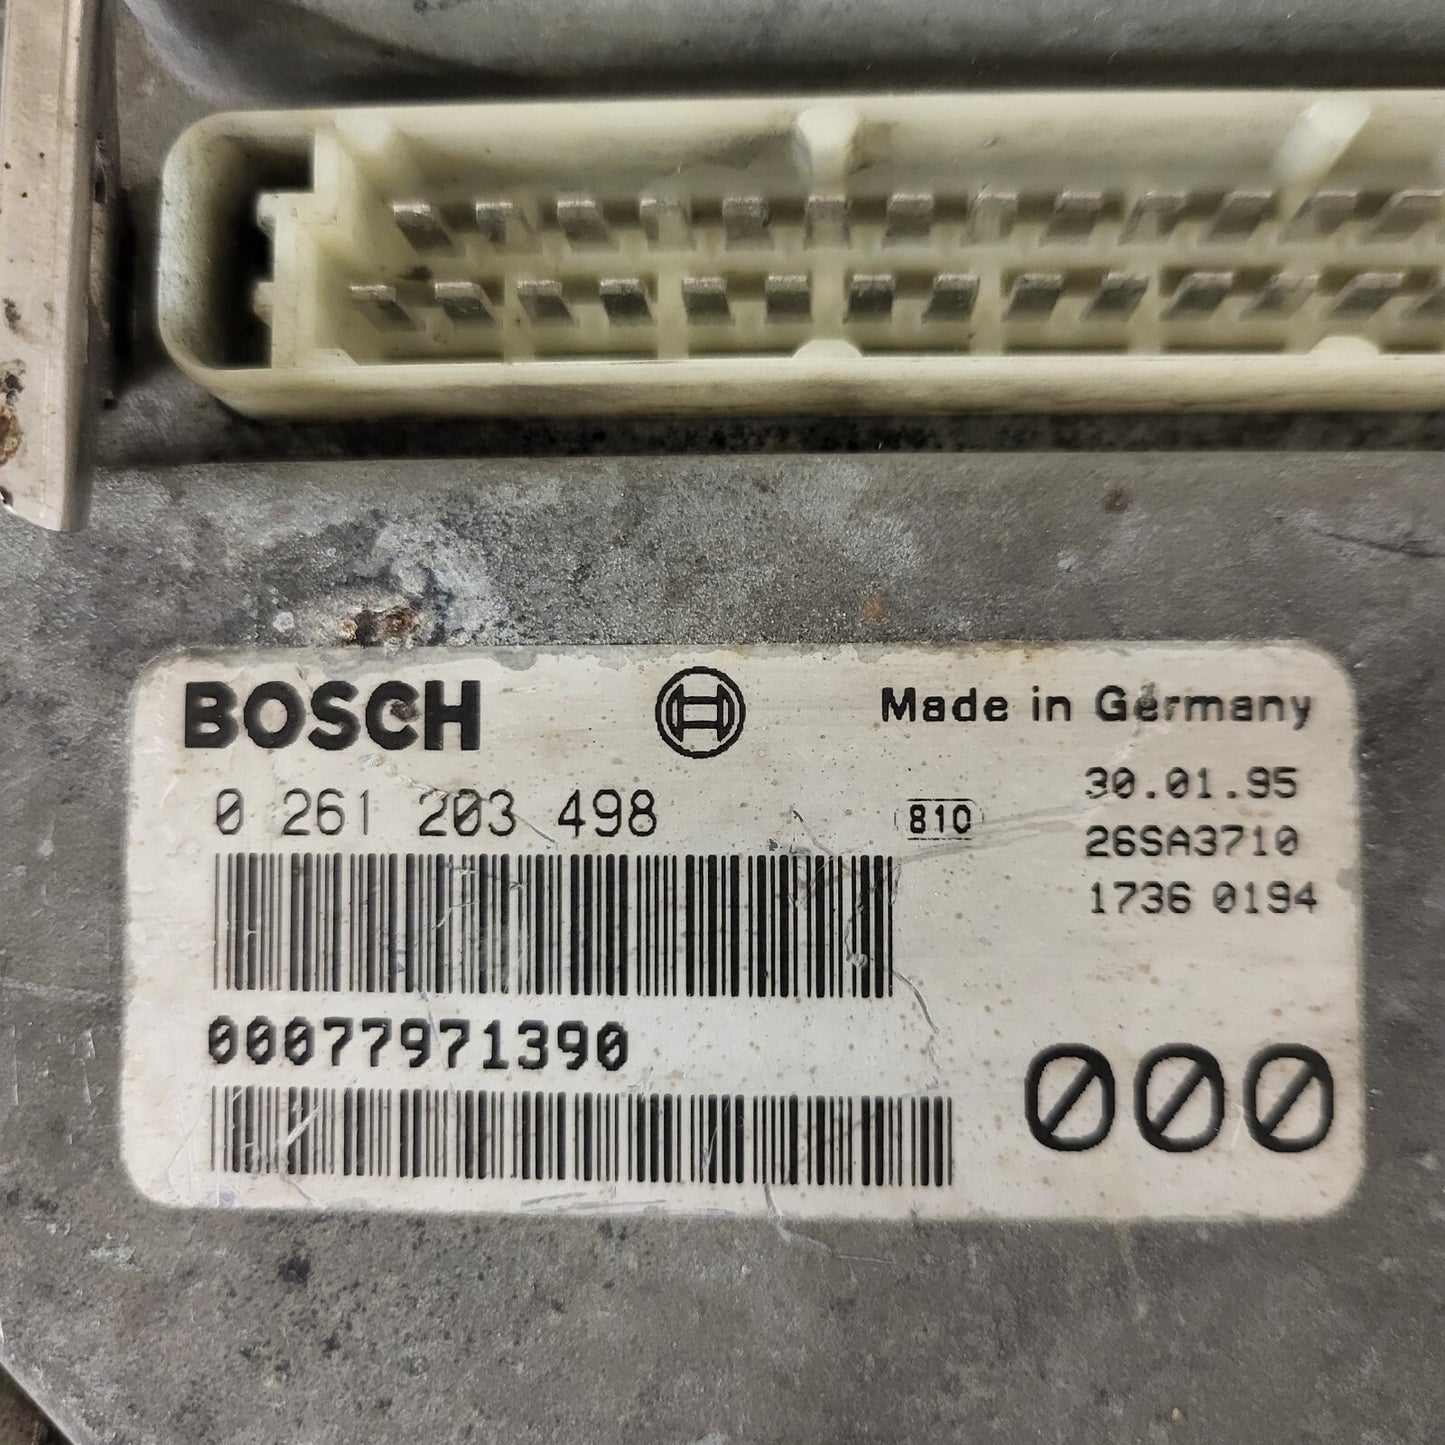 BOSCH
Made in Germany
0 261 203 498
810
30.01.95
26SA3710
1736 0194
00077971390
000